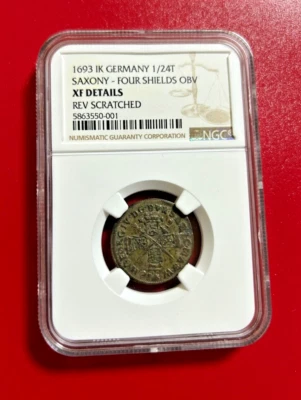 1693 IK GERMANY 1/24T
SAXONY - FOUR SHIELDS OBV
XF DETAILS
REV SCRATCHED
5863550-001
NUMISMATIC GUARANTY CORPORATION
NGC